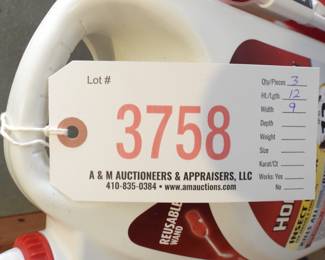 Lot #
3758
A & M AUCTIONEERS & APPRAISERS, LLC
410-835-0384 • www.amauctions.com
Qty/Pieces 3
Ht./Lgth. 12
Width 9
Depth
Weight
Size
Karat/Ct
Works: Yes
No
REUSABLE
WAND
HO
INSECT